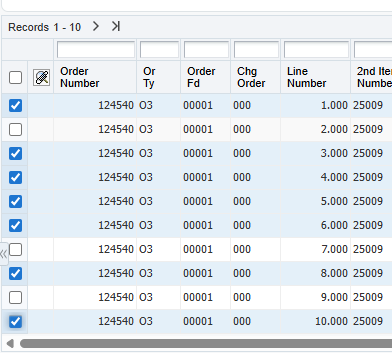 Records 1 - 10
Order Number Or Ty Order Fd Chg Order Line Number 2nd Ite Numbe
124540 O3 00001 000 1.000 25009
124540 O3 00001 000 2.000 25009
124540 O3 00001 000 3.000 25009
124540 O3 00001 000 4.000 25009
124540 O3 00001 000 5.000 25009
124540 O3 00001 000 6.000 25009
124540 O3 00001 000 7.000 25009
124540 O3 00001 000 8.000 25009
124540 O3 00001 000 9.000 25009
124540 O3 00001 000 10.000 25009